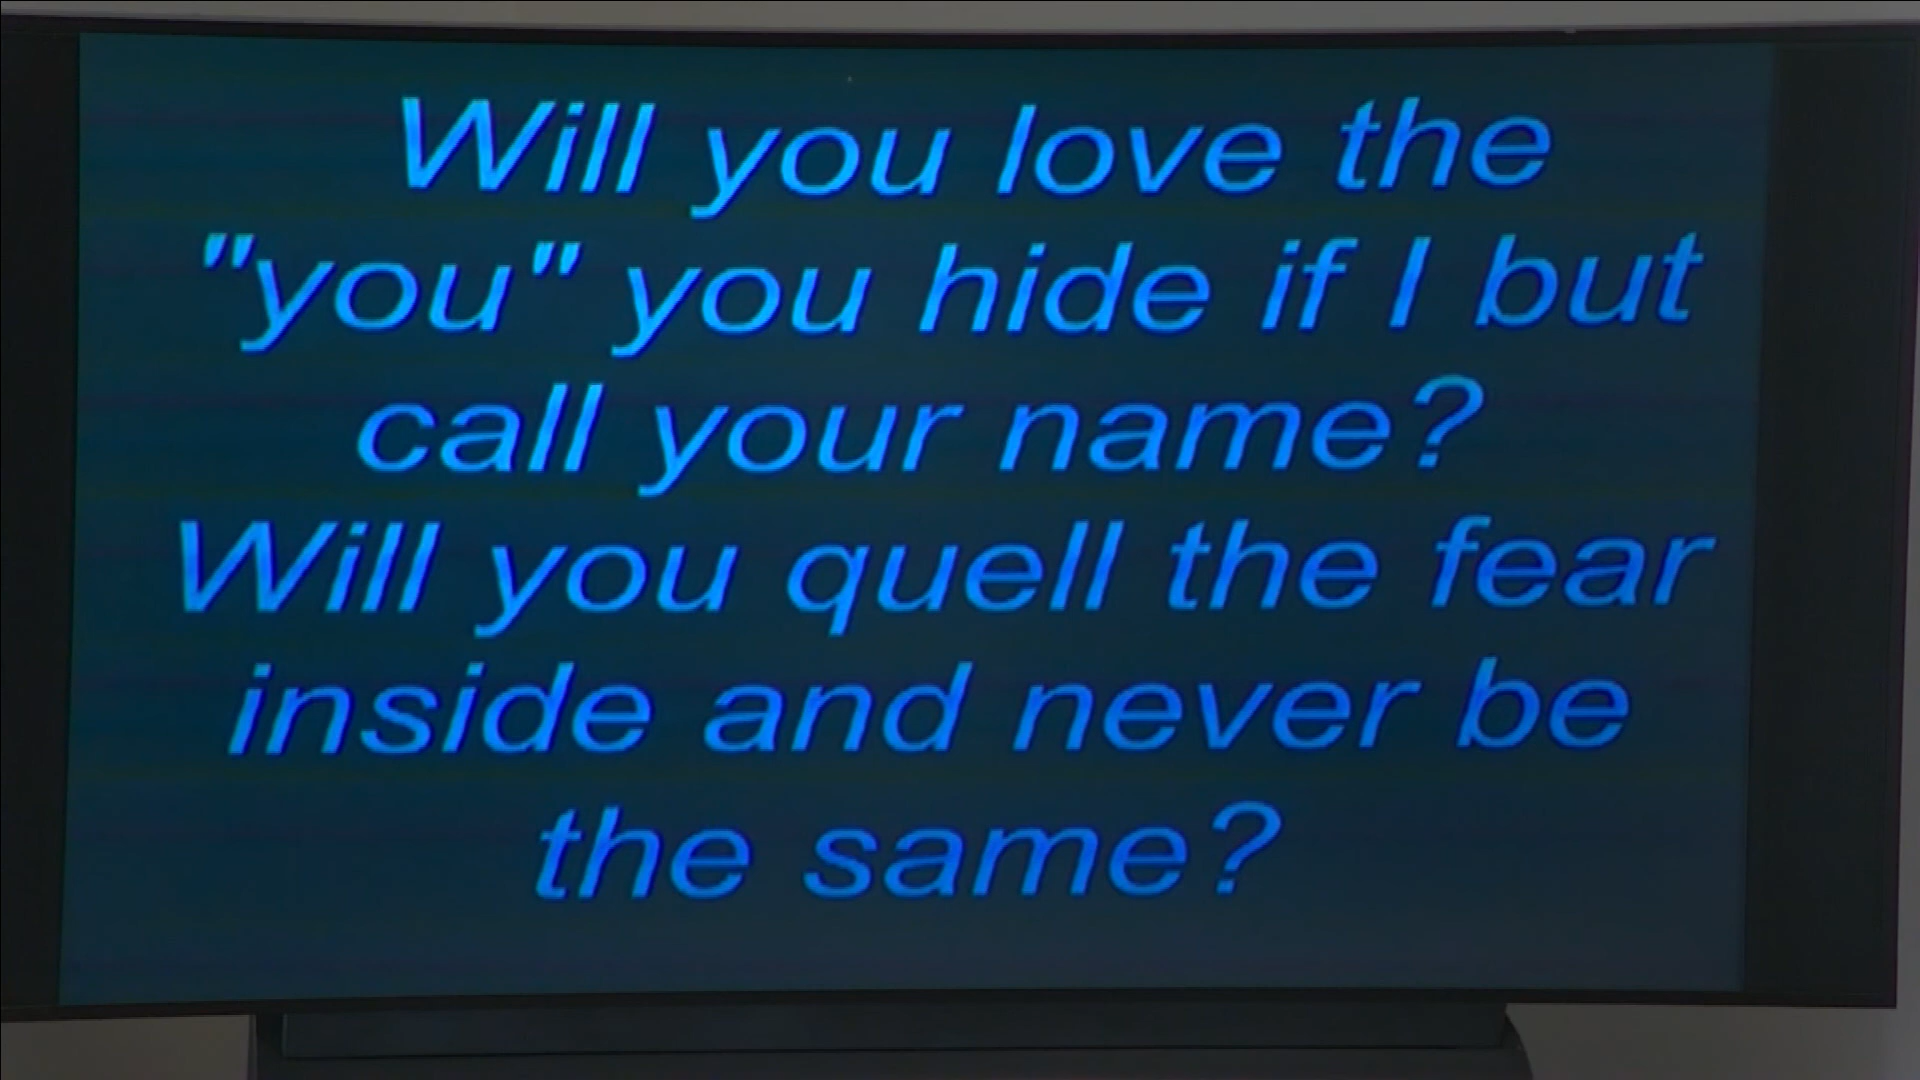 Will you love the
"you" you hide if I but
call your name?
Will you quell the fear
inside and never be
the same?